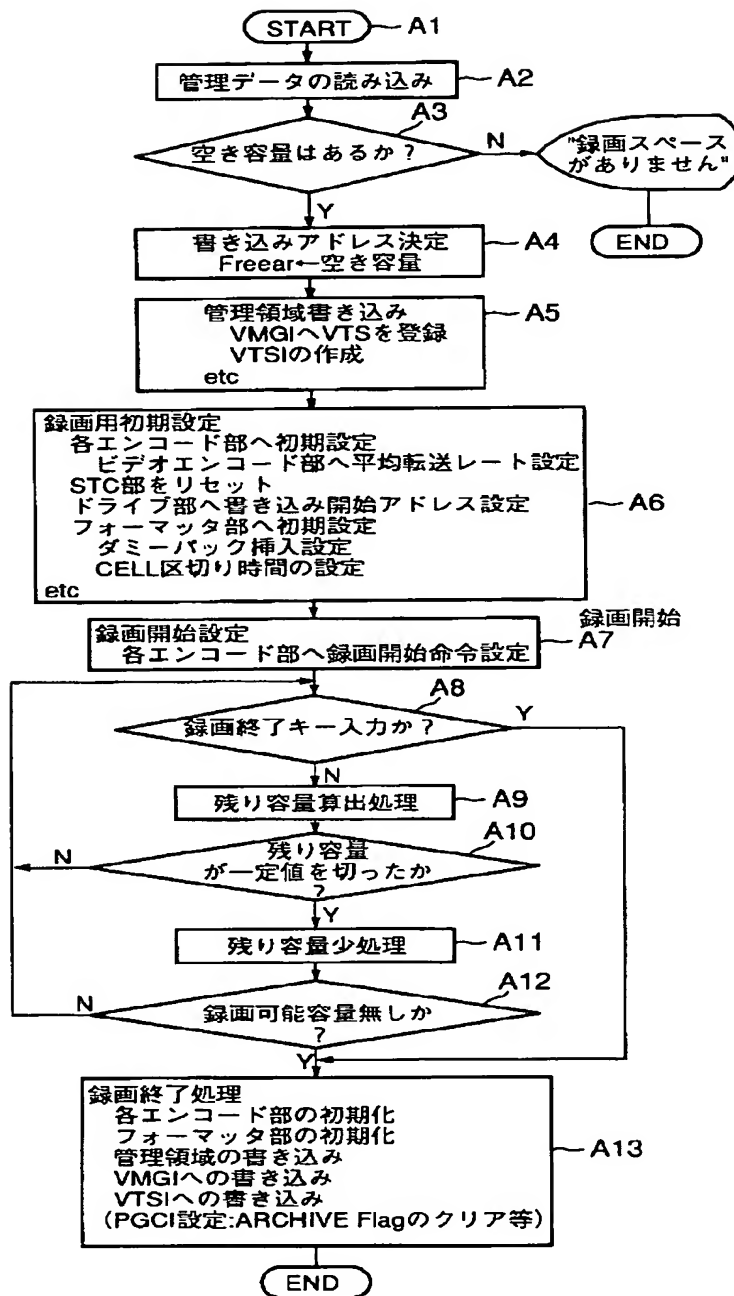 START
A1
管理データの読み込み
A2
A3
空き容量はあるか？
N
"録画スペース
がありません"
END
Y
書き込みアドレス決定
Freear←空き容量
A4
管理領域書き込み
VMGIへVTSを登録
VTSIの作成
etc
A5
録画用初期設定
各エンコード部へ初期設定
ビデオエンコード部へ平均転送レート設定
STC部をリセット
ドライブ部へ書き込み開始アドレス設定
フォーマッタ部へ初期設定
ダミーパック挿入設定
CELL区切り時間の設定
etc
A6
録画開始
録画開始設定
各エンコード部へ録画開始命令設定
A7
A8
録画終了キー入力か？
Y
N
残り容量算出処理
A9
A10
残り容量
が一定値を切ったか
？
N
Y
残り容量少処理
A11
A12
録画可能容量無しか
？
N
Y
録画終了処理
各エンコード部の初期化
フォーマッタ部の初期化
管理領域の書き込み
VMGIへの書き込み
VTSIへの書き込み
(PGCI設定:ARCHIVE Flagのクリア等)
A13
END